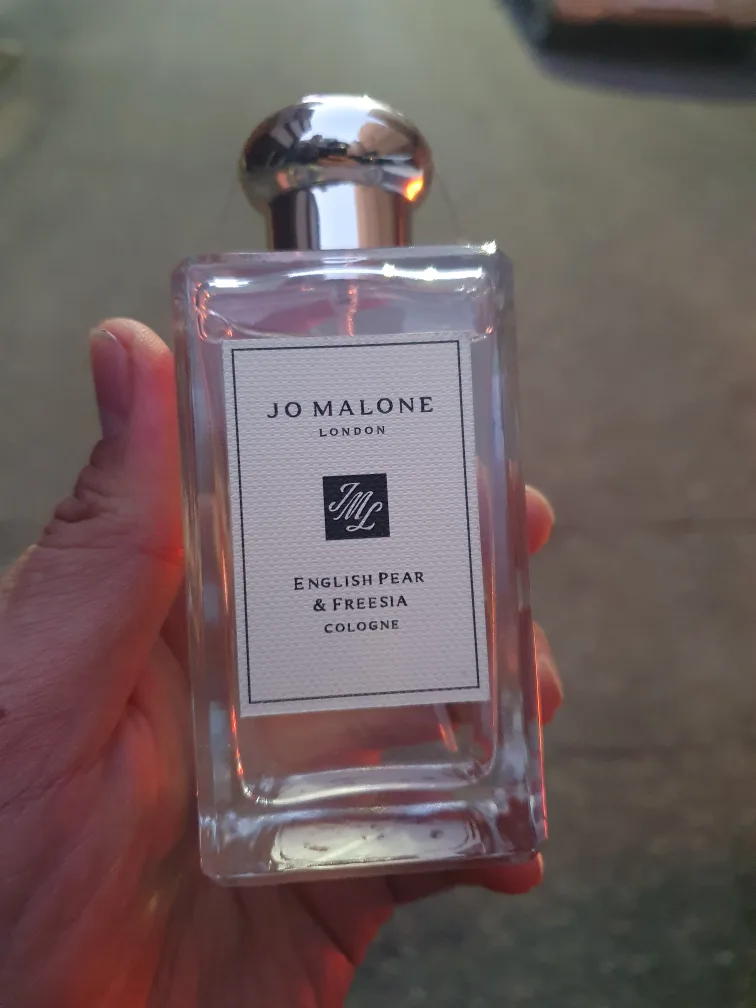 JO MALONE
LONDON
JML
ENGLISH PEAR
& FREESIA
COLOGNE